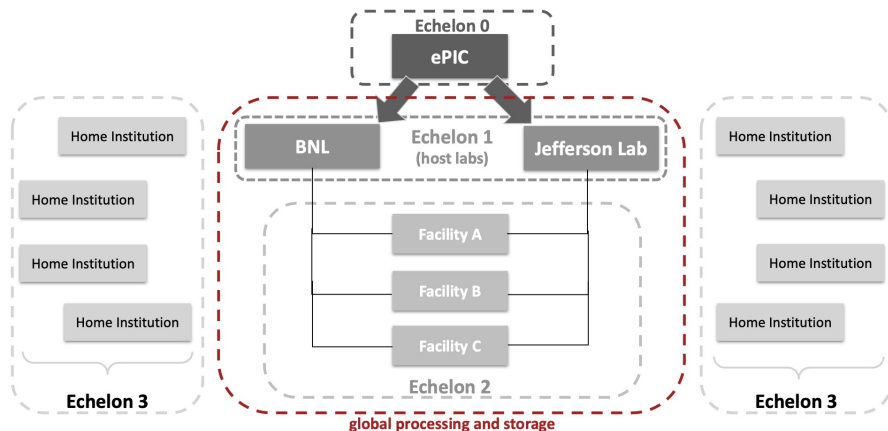 Echelon 0
ePIC
BNL
Echelon 1
(host labs)
Jefferson Lab
Home Institution
Home Institution
Home Institution
Home Institution
Echelon 3
Facility A
Facility B
Facility C
Echelon 2
global processing and storage
Home Institution
Home Institution
Home Institution
Home Institution
Echelon 3